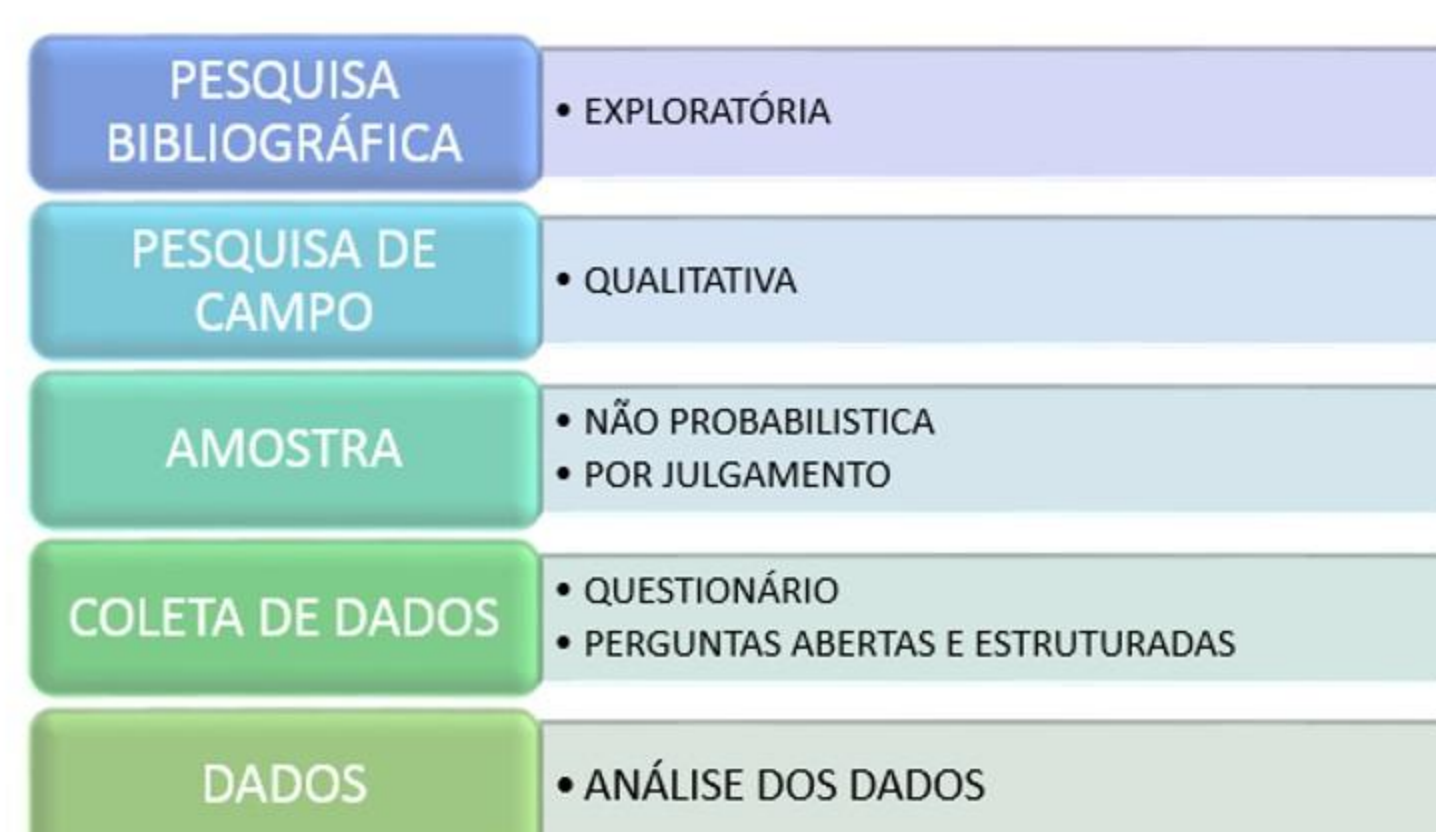 PESQUISA
BIBLIOGRÁFICA
• EXPLORATÓRIA
PESQUISA DE
CAMPO
• QUALITATIVA
AMOSTRA
• NÃO PROBABILISTICA
• POR JULGAMENTO
COLETA DE DADOS
• QUESTIONÁRIO
• PERGUNTAS ABERTAS E ESTRUTURADAS
DADOS
• ANÁLISE DOS DADOS